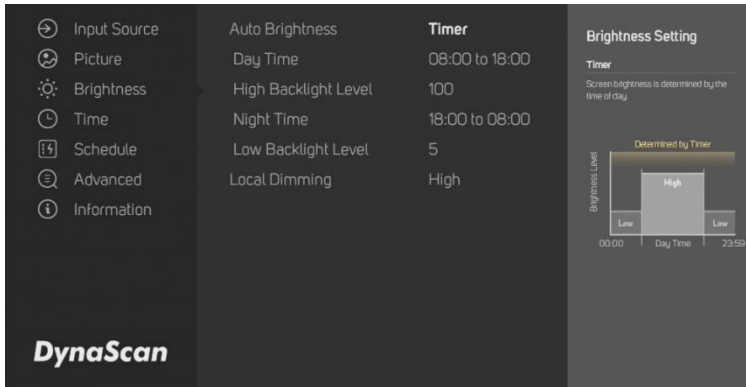 Input Source
Picture
Brightness
Time
Schedule
Advanced
Information
DynaScan
Auto Brightness Timer
Day Time 08:00 to 18:00
High Backlight Level 100
Night Time 18:00 to 08:00
Low Backlight Level 5
Local Dimming High
Brightness Setting
Timer
Screen brightness is determined by the
time of day.
Determined by Timer
Brightness Level
High
Low
Low
00:00 Day Time 23:59